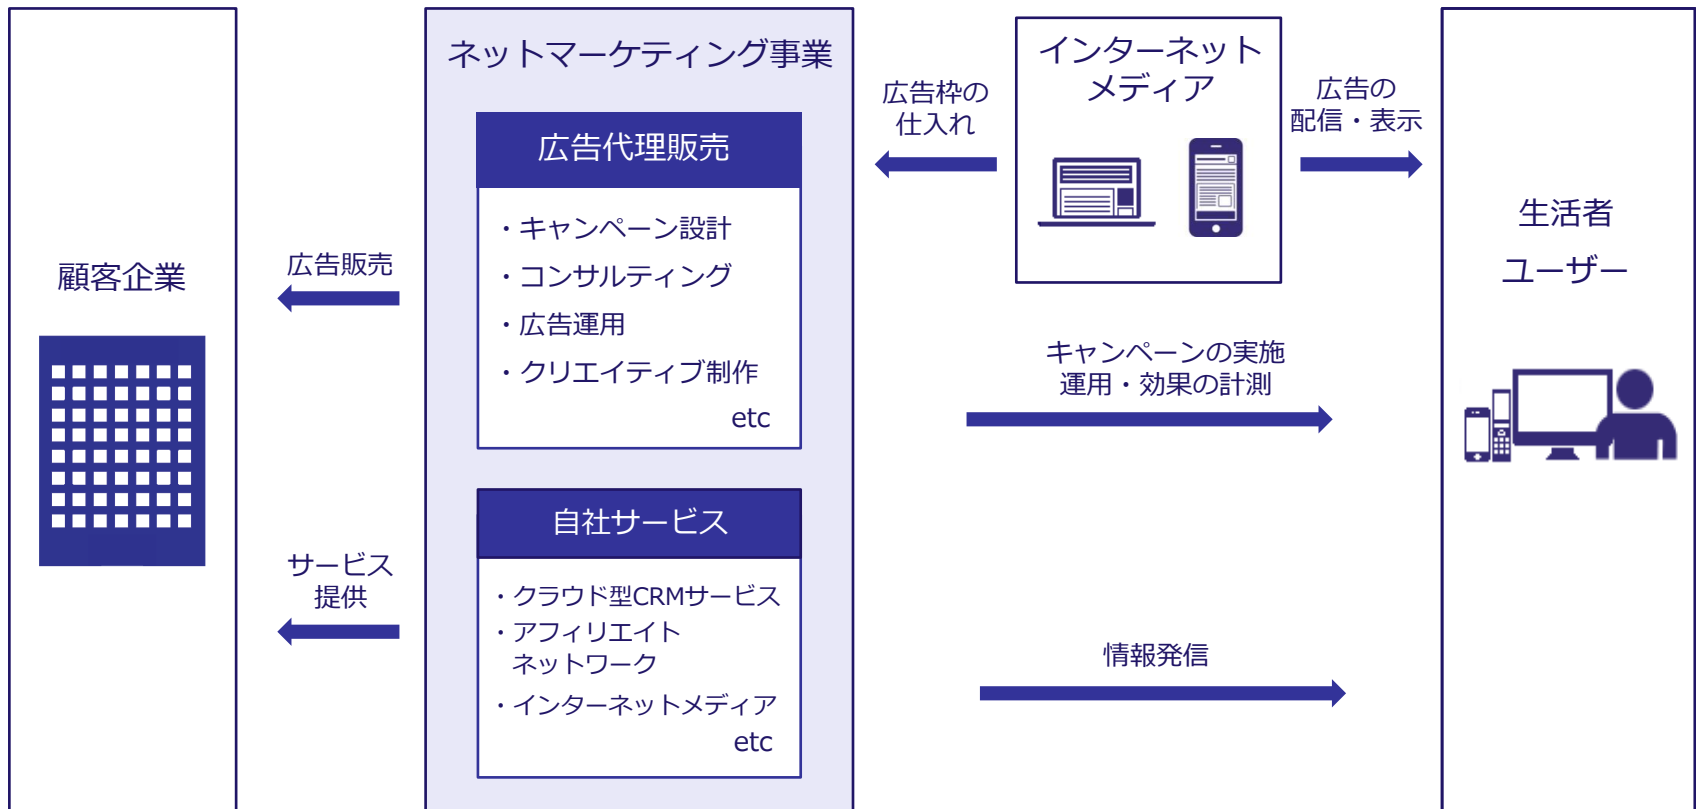 顧客企業
広告販売
サービス
提供
ネットマーケティング事業
広告代理販売
・キャンペーン設計
・コンサルティング
・広告運用
・クリエイティブ制作
etc
自社サービス
・クラウド型CRMサービス
・アフィリエイト
ネットワーク
・インターネットメディア
etc
広告枠の
仕入れ
インターネット
メディア
広告の
配信・表示
キャンペーンの実施
運用・効果の計測
情報発信
生活者
ユーザー